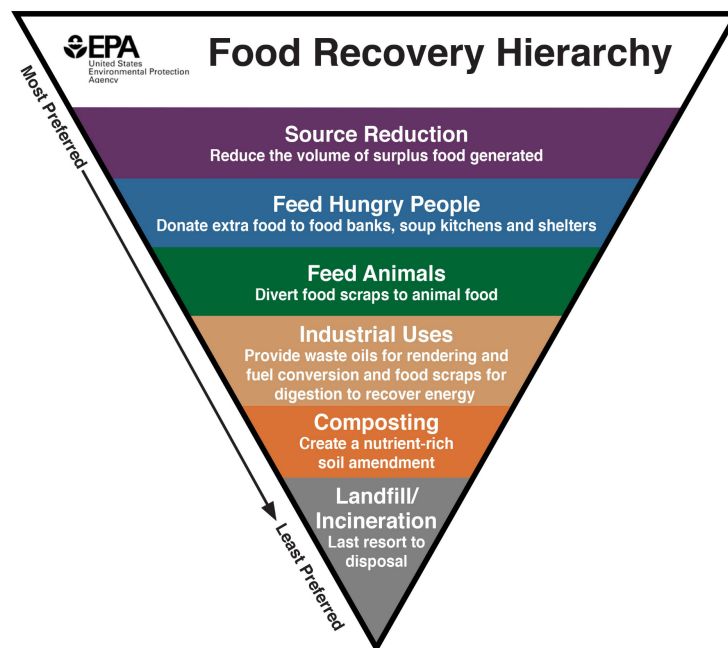 EPA
United States
Environmental Protection
Agency
Food Recovery Hierarchy
Most Preferred
Source Reduction
Reduce the volume of surplus food generated
Feed Hungry People
Donate extra food to food banks, soup kitchens and shelters
Feed Animals
Divert food scraps to animal food
Industrial Uses
Provide waste oils for rendering and
fuel conversion and food scraps for
digestion to recover energy
Composting
Create a nutrient-rich
soil amendment
Landfill/
Incineration
Last resort to
disposal
Least Preferred